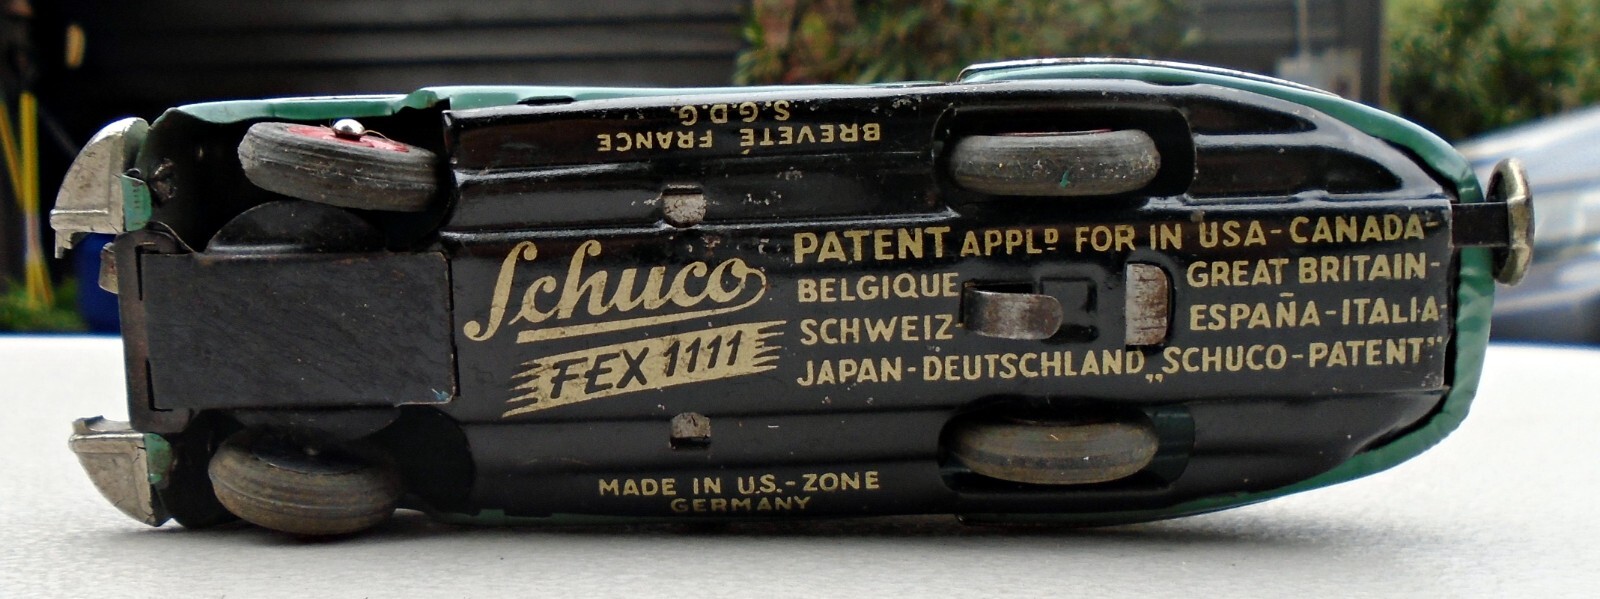 BREVETÉ FRANCE
S.G.D.G.
Schuco
FEX 1111
PATENT APPLD FOR IN USA-CANADA-
BELGIQUE GREAT BRITAIN-
SCHWEIZ- ESPAÑA-ITALIA-
JAPAN-DEUTSCHLAND „SCHUCO-PATENT"
MADE IN U.S.-ZONE
GERMANY